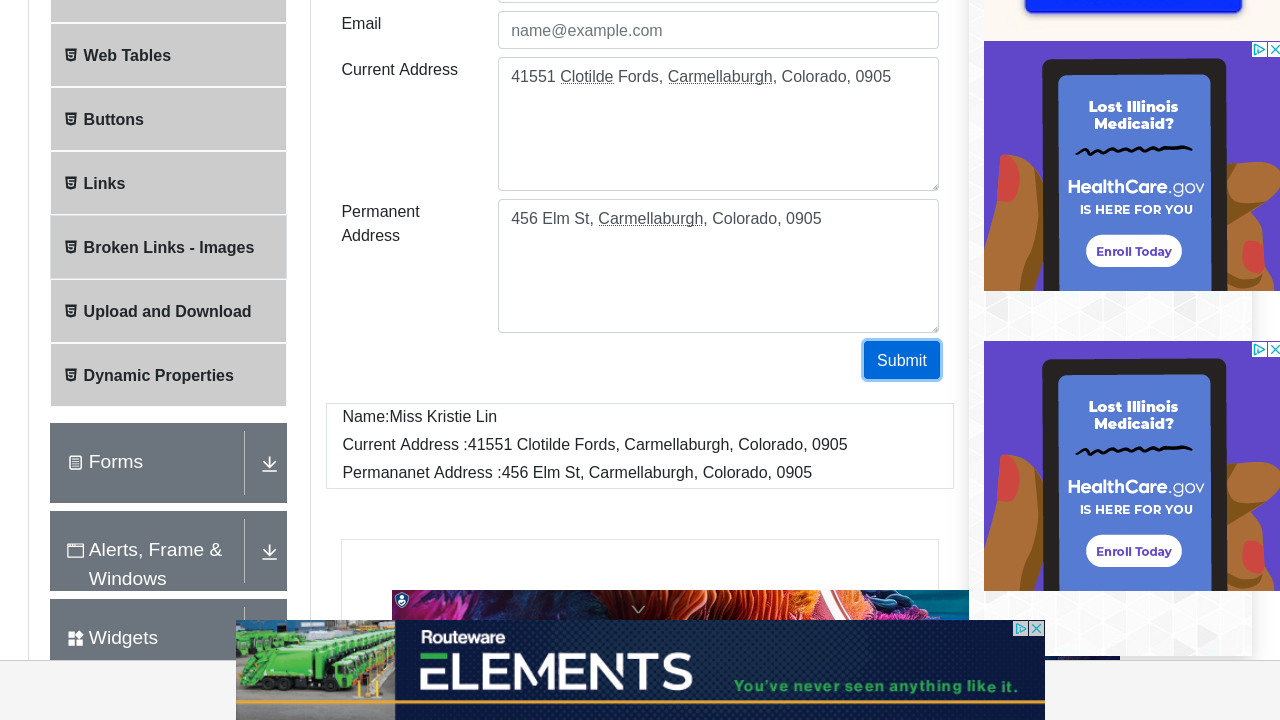 Web Tables
Buttons
Links
Broken Links - Images
Upload and Download
Dynamic Properties
Forms
Alerts, Frame &
Windows
Widgets
Email
name@example.com
Current Address
41551 Clotilde Fords, Carmellaburgh, Colorado, 0905
Permanent
Address
456 Elm St, Carmellaburgh, Colorado, 0905
Submit
Name:Miss Kristie Lin
Current Address :41551 Clotilde Fords, Carmellaburgh, Colorado, 0905
Permananet Address :456 Elm St, Carmellaburgh, Colorado, 0905
Lost Illinois
Medicaid?
HealthCare.gov
IS HERE FOR YOU
Enroll Today
Lost Illinois
Medicaid?
HealthCare.gov
IS HERE FOR YOU
Enroll Today
Routeware
ELEMENTS
You've never seen anything like it.